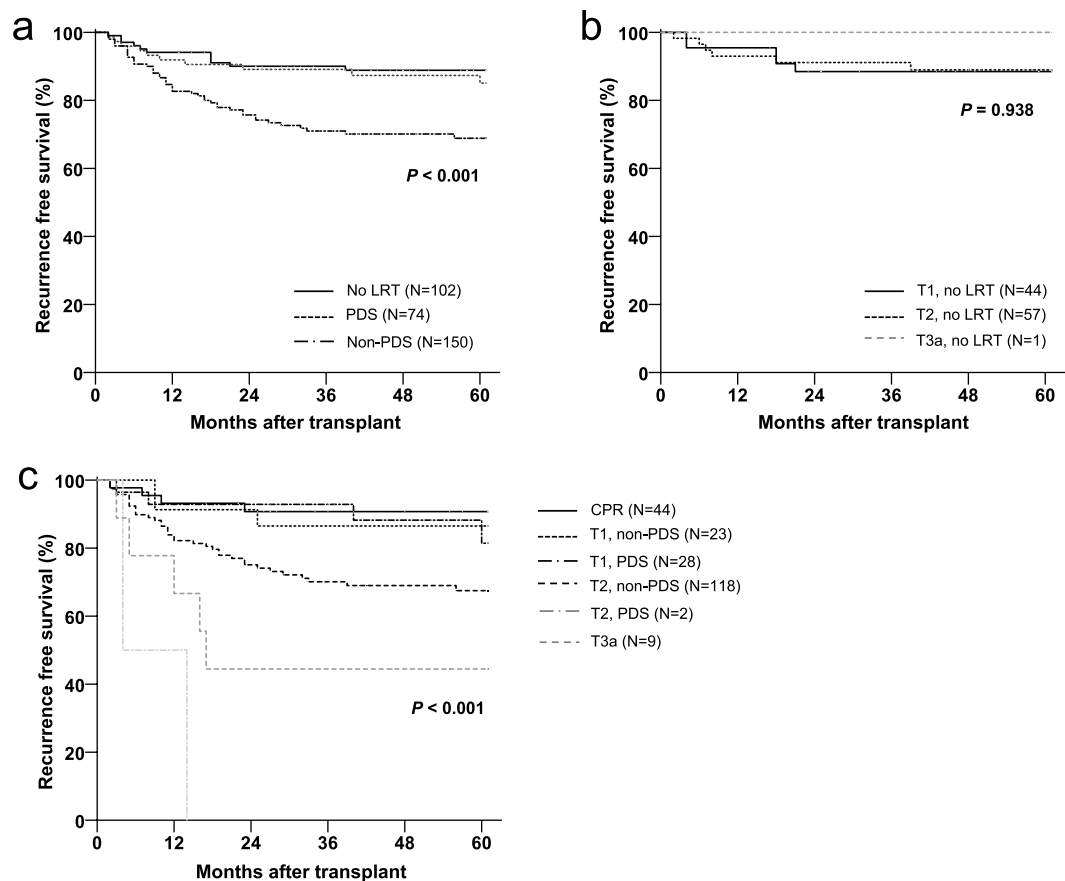 a
Recurrence free survival (%)
100
80
60
40
20
0
P < 0.001
No LRT (N=102)
PDS (N=74)
Non-PDS (N=150)
0 12 24 36 48 60
Months after transplant
b
Recurrence free survival (%)
100
80
60
40
20
0
P = 0.938
T1, no LRT (N=44)
T2, no LRT (N=57)
T3a, no LRT (N=1)
0 12 24 36 48 60
Months after transplant
c
Recurrence free survival (%)
100
80
60
40
20
0
P < 0.001
0 12 24 36 48 60
Months after transplant
CPR (N=44)
T1, non-PDS (N=23)
T1, PDS (N=28)
T2, non-PDS (N=118)
T2, PDS (N=2)
T3a (N=9)